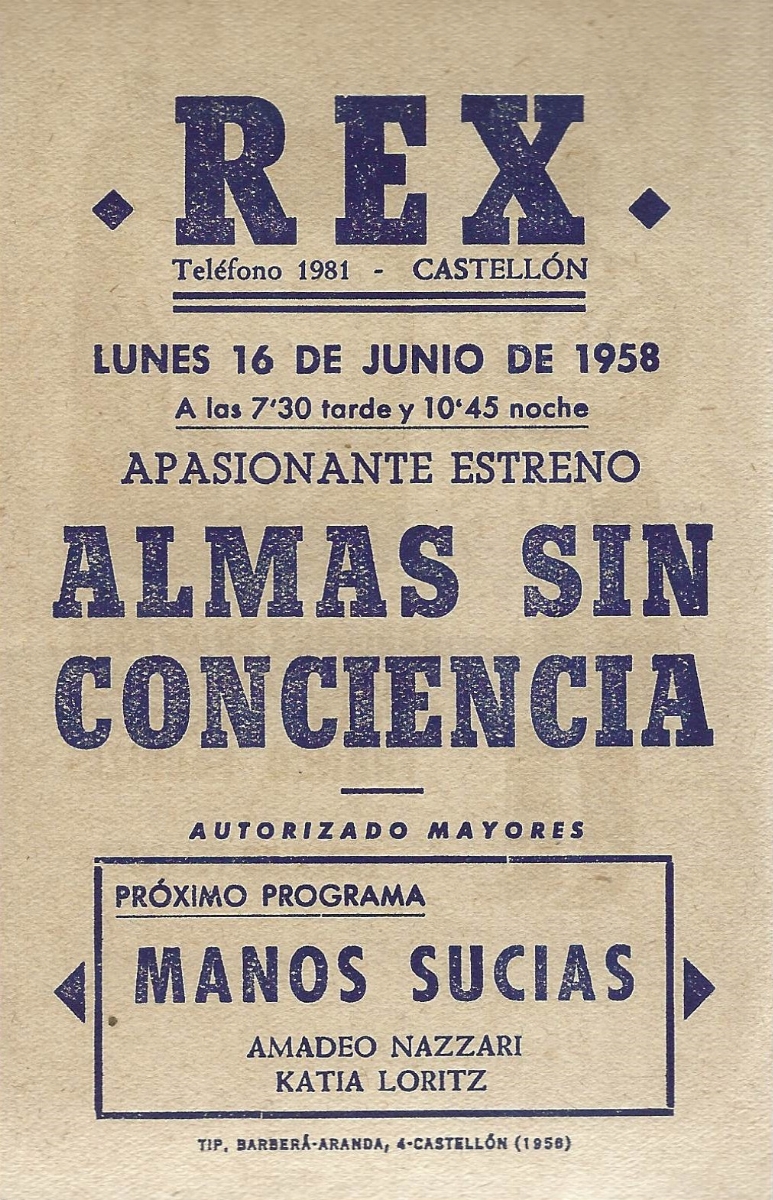 REX
Teléfono 1981 - CASTELLÓN
LUNES 16 DE JUNIO DE 1958
A las 7'30 tarde y 10'45 noche
APASIONANTE ESTRENO
ALMAS SIN
CONCIENCIA
AUTORIZADO MAYORES
PRÓXIMO PROGRAMA
MANOS SUCIAS
AMADEO NAZZARI
KATIA LORITZ
TIP. BARBERÁ-ARANDA, 4-CASTELLÓN (1958)